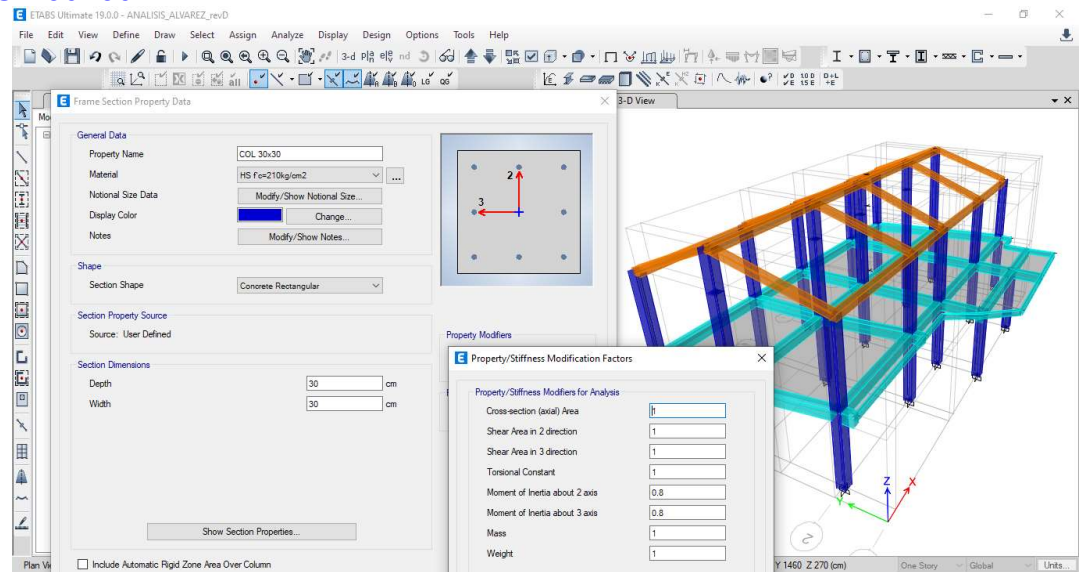 ETABS Ultimate 19.0.0 - ANALISIS_ALVAREZ_revD
File Edit View Define Draw Select Assign Analyze Display Design Options Tools Help
3-d
nd
all
Frame Section Property Data
3-D View
General Data
Property Name COL 30x30
Material HS f'c=210kg/cm2 ...
Notional Size Data Modify/Show Notional Size...
Display Color Change...
Notes Modify/Show Notes...
2
3
Shape
Section Shape Concrete Rectangular
Section Property Source
Source: User Defined
Property Modifiers
Section Dimensions
Depth 30 cm
Width 30 cm
Property/Stiffness Modification Factors
Property/Stiffness Modifiers for Analysis
Cross-section (axial) Area 1
Shear Area in 2 direction 1
Shear Area in 3 direction 1
Torsional Constant 1
Moment of Inertia about 2 axis 0.8
Moment of Inertia about 3 axis 0.8
Mass 1
Weight 1
Z X
Y
2
Show Section Properties...
Include Automatic Rigid Zone Area Over Column
Plan Y 1460 Z 270 (cm) One Story Global Units...